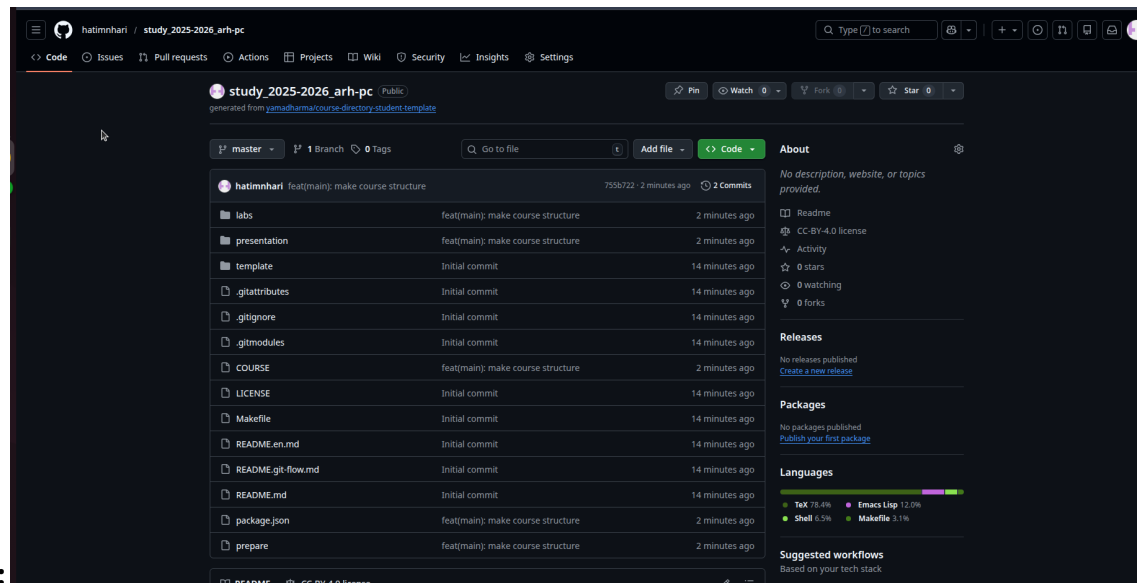 hatimnhari / study_2025-2026_arh-pc
Type / to search
Code Issues Pull requests Actions Projects Wiki Security Insights Settings
study_2025-2026_arh-pc Public
Pin Watch 0 Fork 0 Star 0
generated from yamadharma/course-directory-student-template
master 1 Branch 0 Tags Go to file t Add file Code
hatimnhari feat(main): make course structure 755b722 · 2 minutes ago 2 Commits
labs feat(main): make course structure 2 minutes ago
presentation feat(main): make course structure 2 minutes ago
template Initial commit 14 minutes ago
.gitattributes Initial commit 14 minutes ago
.gitignore Initial commit 14 minutes ago
.gitmodules Initial commit 14 minutes ago
COURSE feat(main): make course structure 2 minutes ago
LICENSE Initial commit 14 minutes ago
Makefile Initial commit 14 minutes ago
README.en.md Initial commit 14 minutes ago
README.git-flow.md Initial commit 14 minutes ago
README.md Initial commit 14 minutes ago
package.json feat(main): make course structure 2 minutes ago
prepare feat(main): make course structure 2 minutes ago
README CC-BY-4.0 license
About
No description, website, or topics
provided.
Readme
CC-BY-4.0 license
Activity
0 stars
0 watching
0 forks
Releases
No releases published
Create a new release
Packages
No packages published
Publish your first package
Languages
TeX 78.4% Emacs Lisp 12.0%
Shell 6.5% Makefile 3.1%
Suggested workflows
Based on your tech stack